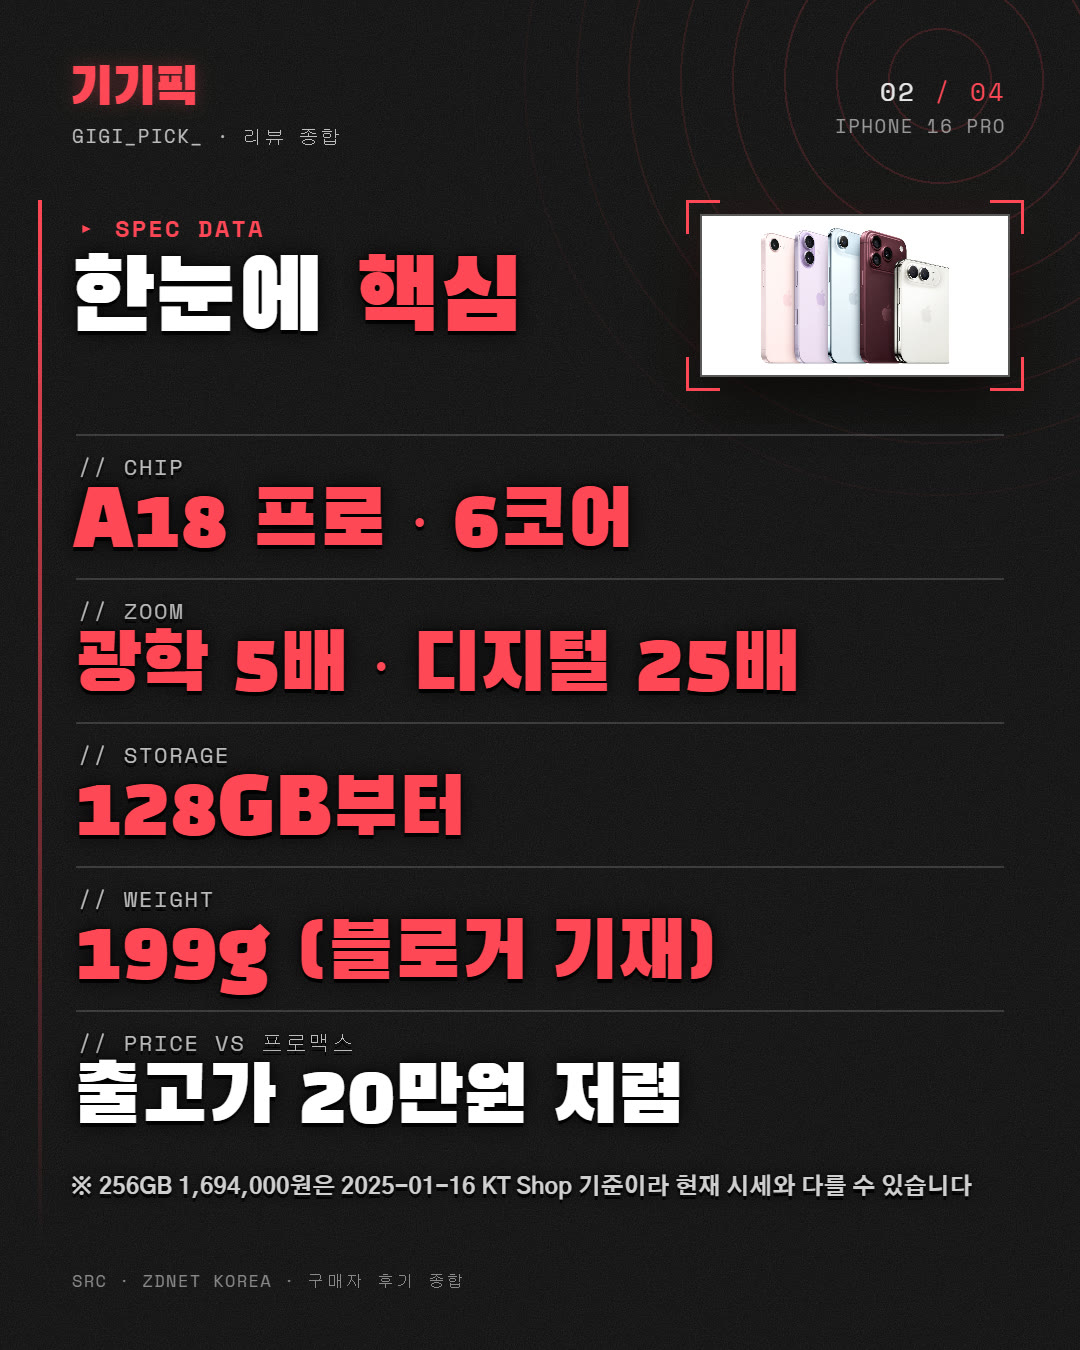 기기픽
GIGI_PICK_ · 리뷰 종합
02 / 04
IPHONE 16 PRO
▸ SPEC DATA
한눈에 핵심
// CHIP
A18 프로 · 6코어
// ZOOM
광학 5배 · 디지털 25배
// STORAGE
128GB부터
// WEIGHT
199g (블로거 기재)
// PRICE VS 프로맥스
출고가 20만원 저렴
※ 256GB 1,694,000원은 2025-01-16 KT Shop 기준이라 현재 시세와 다를 수 있습니다
SRC · ZDNET KOREA · 구매자 후기 종합